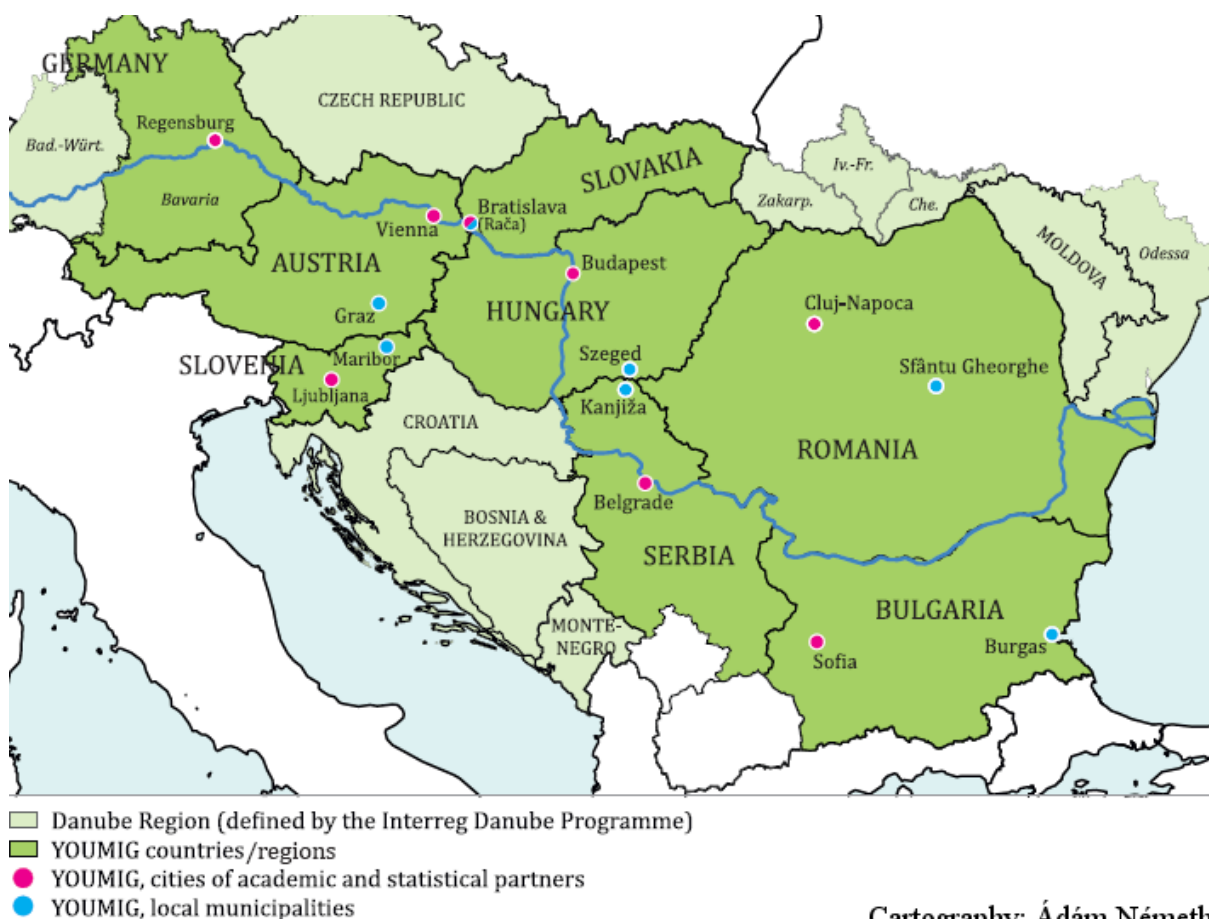 GERMANY
CZECH REPUBLIC
Regensburg
Bad.-Würt.
Bavaria
SLOVAKIA
Iv.-Fr.
Zakarp.
Che.
Bratislava
(Rača)
Vienna
MOLDOVA
Odessa
AUSTRIA
Budapest
Graz
HUNGARY
Cluj-Napoca
SLOVENIA
Maribor
Szeged
Sfântu Gheorghe
Ljubljana
Kanjiža
CROATIA
ROMANIA
Belgrade
BOSNIA &
HERZEGOVINA
SERBIA
BULGARIA
MONTE-
NEGRO
Sofia
Burgas
Danube Region (defined by the Interreg Danube Programme)
YOUMIG countries/regions
YOUMIG, cities of academic and statistical partners
YOUMIG, local municipalities
Cartography: Ádám Németh